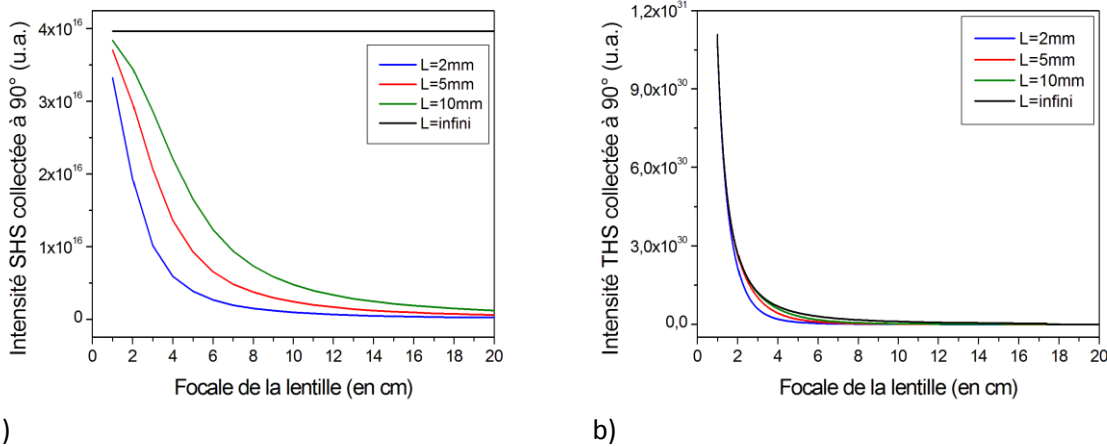 Intensité SHS collectée à 90° (u.a.)
4x10^16
3x10^16
2x10^16
1x10^16
0
L=2mm
L=5mm
L=10mm
L=infini
0 2 4 6 8 10 12 14 16 18 20
Focale de la lentille (en cm)
)
Intensité THS collectée à 90° (u.a.)
1,2x10^31
9,0x10^30
6,0x10^30
3,0x10^30
0,0
L=2mm
L=5mm
L=10mm
L=infini
0 2 4 6 8 10 12 14 16 18 20
Focale de la lentille (en cm)
b)